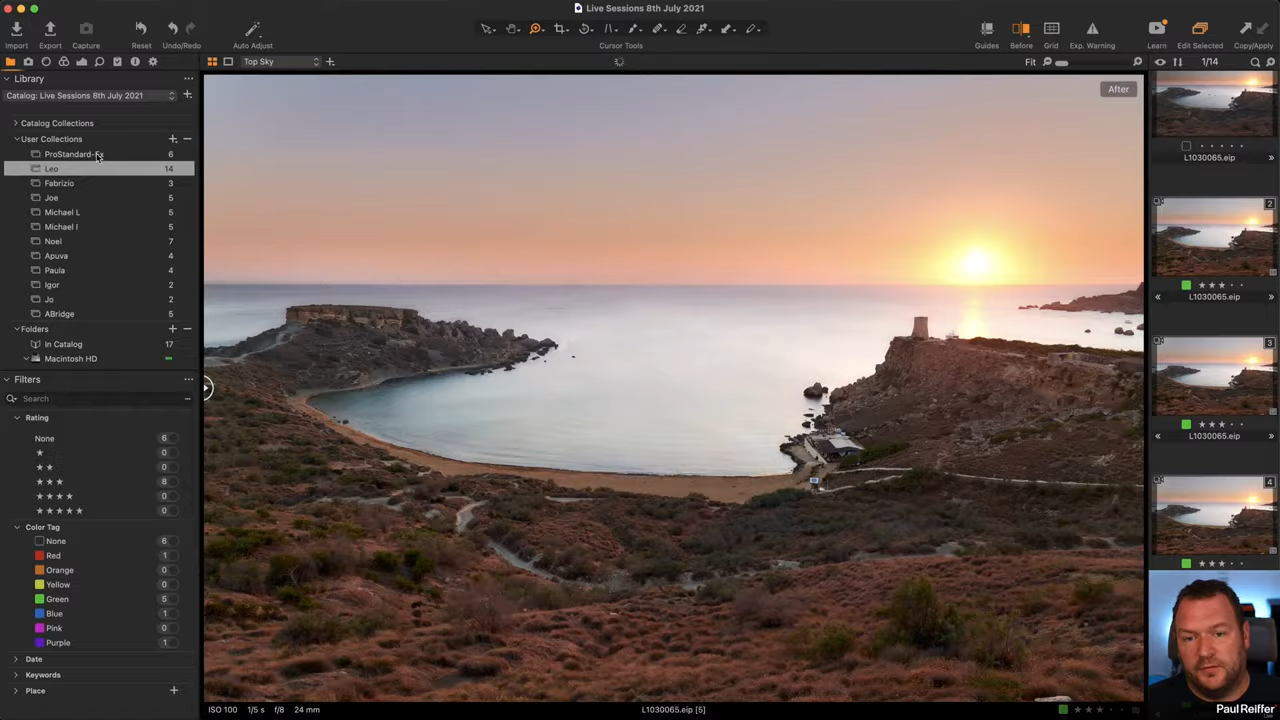 Live Sessions 8th July 2021
Import Export Capture Reset Undo/Redo Auto Adjust Cursor Tools Guides Before Grid Exp. Warning Learn Edit Selected Copy/Apply
Top Sky
Fit
1/14
Library
Catalog: Live Sessions 8th July 2021
Catalog Collections
User Collections
ProStandard-Fx 6
Leo 14
Fabrizio 3
Joe 5
Michael L 5
Michael I 5
Noei 7
Apuva 4
Paula 4
Igor 2
Jo 2
ABridge 5
Folders
In Catalog 17
Macintosh HD
Filters
Search
Rating
None 6
0
0
8
0
0
Color Tag
None 6
Red 1
Orange 0
Yellow 0
Green 5
Blue 1
Pink 0
Purple 1
Date
Keywords
Place
After
L1030065.eip
2
L1030065.eip
3
L1030065.eip
4
ISO 100 1/5 s f/8 24 mm
L1030065.eip [5]
Paul Reiffer
Live